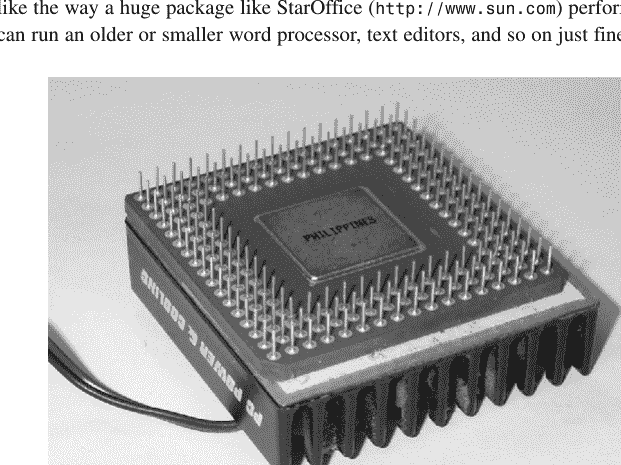 like the way a huge package like StarOffice (http://www.sun.com) perfor
can run an older or smaller word processor, text editors, and so on just fine
PHILIPPINES
PC POWER & COOLING